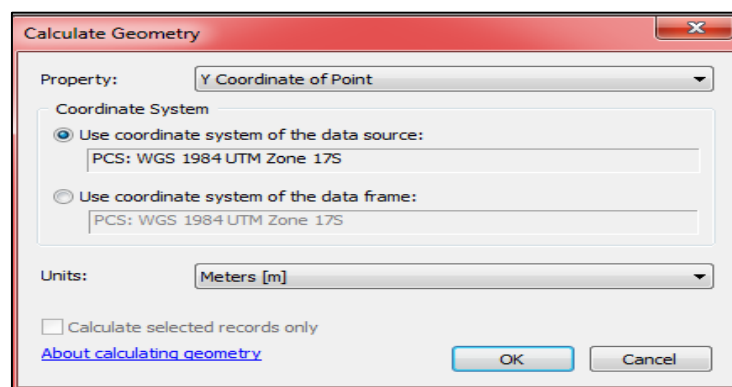 Calculate Geometry
Property: Y Coordinate of Point
Coordinate System
Use coordinate system of the data source:
PCS: WGS 1984 UTM Zone 17S
Use coordinate system of the data frame:
PCS: WGS 1984 UTM Zone 17S
Units: Meters [m]
Calculate selected records only
About calculating geometry OK Cancel